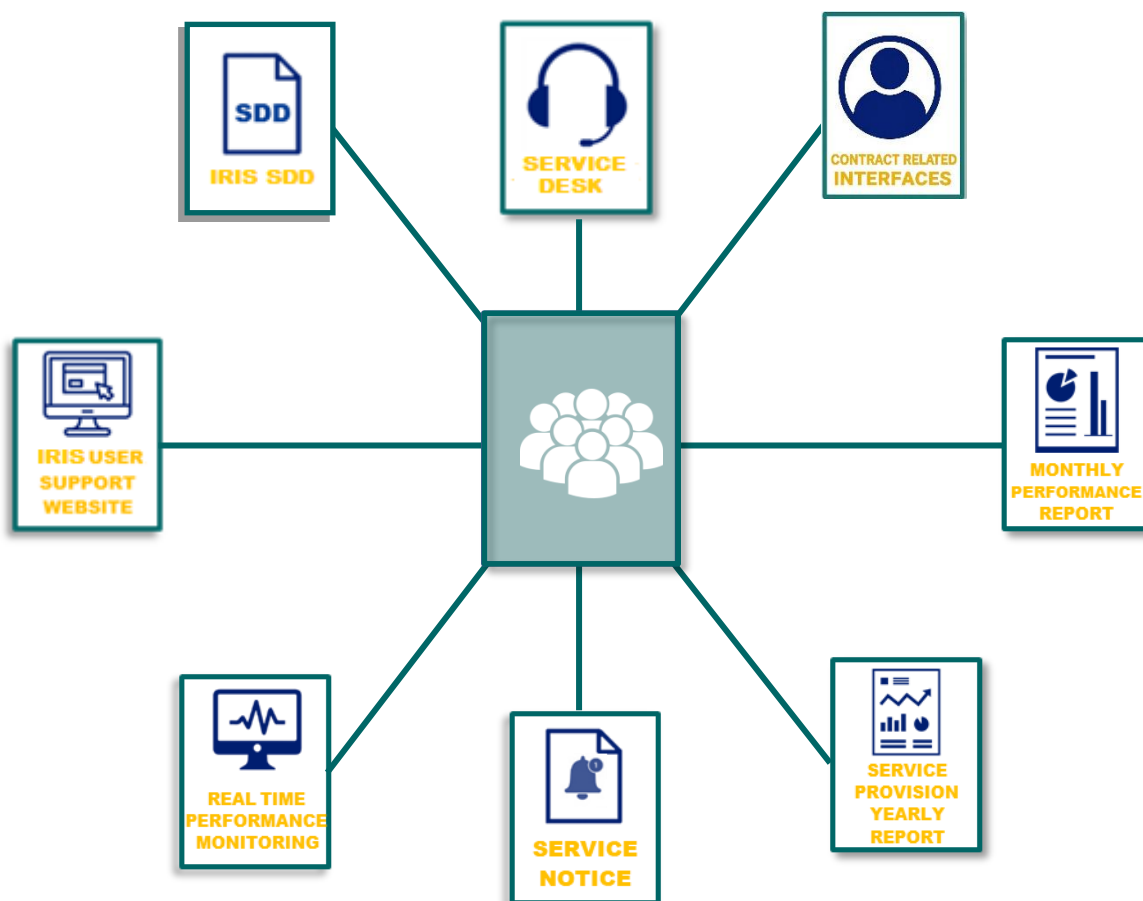 SDD
IRIS SDD
SERVICE
DESK
CONTRACT RELATED
INTERFACES
IRIS USER
SUPPORT
WEBSITE
MONTHLY
PERFORMANCE
REPORT
REAL TIME
PERFORMANCE
MONITORING
1
SERVICE
NOTICE
SERVICE
PROVISION
YEARLY
REPORT